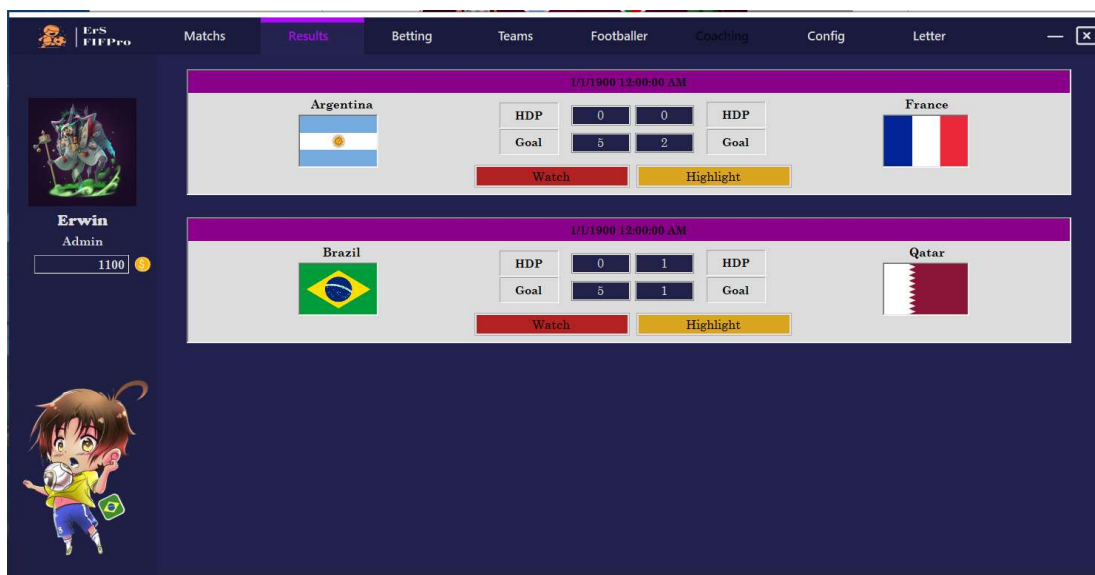 ErS
FIFPro
Matchs Results Betting Teams Footballer Coaching Config Letter
1/1/1900 12:00:00 AM
Argentina France
HDP 0 0 HDP
Goal 5 2 Goal
Watch Highlight
Erwin
Admin
1100
1/1/1900 12:00:00 AM
Brazil Qatar
HDP 0 1 HDP
Goal 5 1 Goal
Watch Highlight